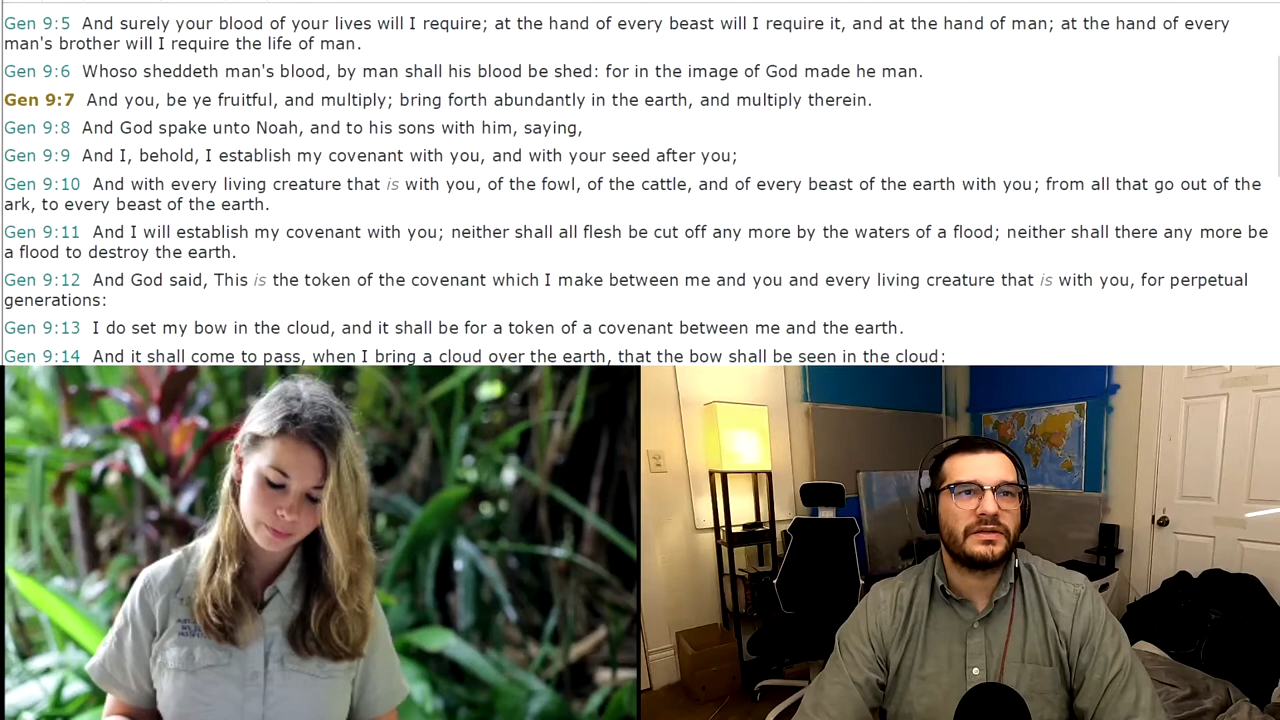 Gen 9:5 And surely your blood of your lives will I require; at the hand of every beast will I require it, and at the hand of man; at the hand of every
man's brother will I require the life of man.
Gen 9:6 Whoso sheddeth man's blood, by man shall his blood be shed: for in the image of God made he man.
Gen 9:7 And you, be ye fruitful, and multiply; bring forth abundantly in the earth, and multiply therein.
Gen 9:8 And God spake unto Noah, and to his sons with him, saying,
Gen 9:9 And I, behold, I establish my covenant with you, and with your seed after you;
Gen 9:10 And with every living creature that is with you, of the fowl, of the cattle, and of every beast of the earth with you; from all that go out of the
ark, to every beast of the earth.
Gen 9:11 And I will establish my covenant with you; neither shall all flesh be cut off any more by the waters of a flood; neither shall there any more be
a flood to destroy the earth.
Gen 9:12 And God said, This is the token of the covenant which I make between me and you and every living creature that is with you, for perpetual
generations:
Gen 9:13 I do set my bow in the cloud, and it shall be for a token of a covenant between me and the earth.
Gen 9:14 And it shall come to pass, when I bring a cloud over the earth, that the bow shall be seen in the cloud: